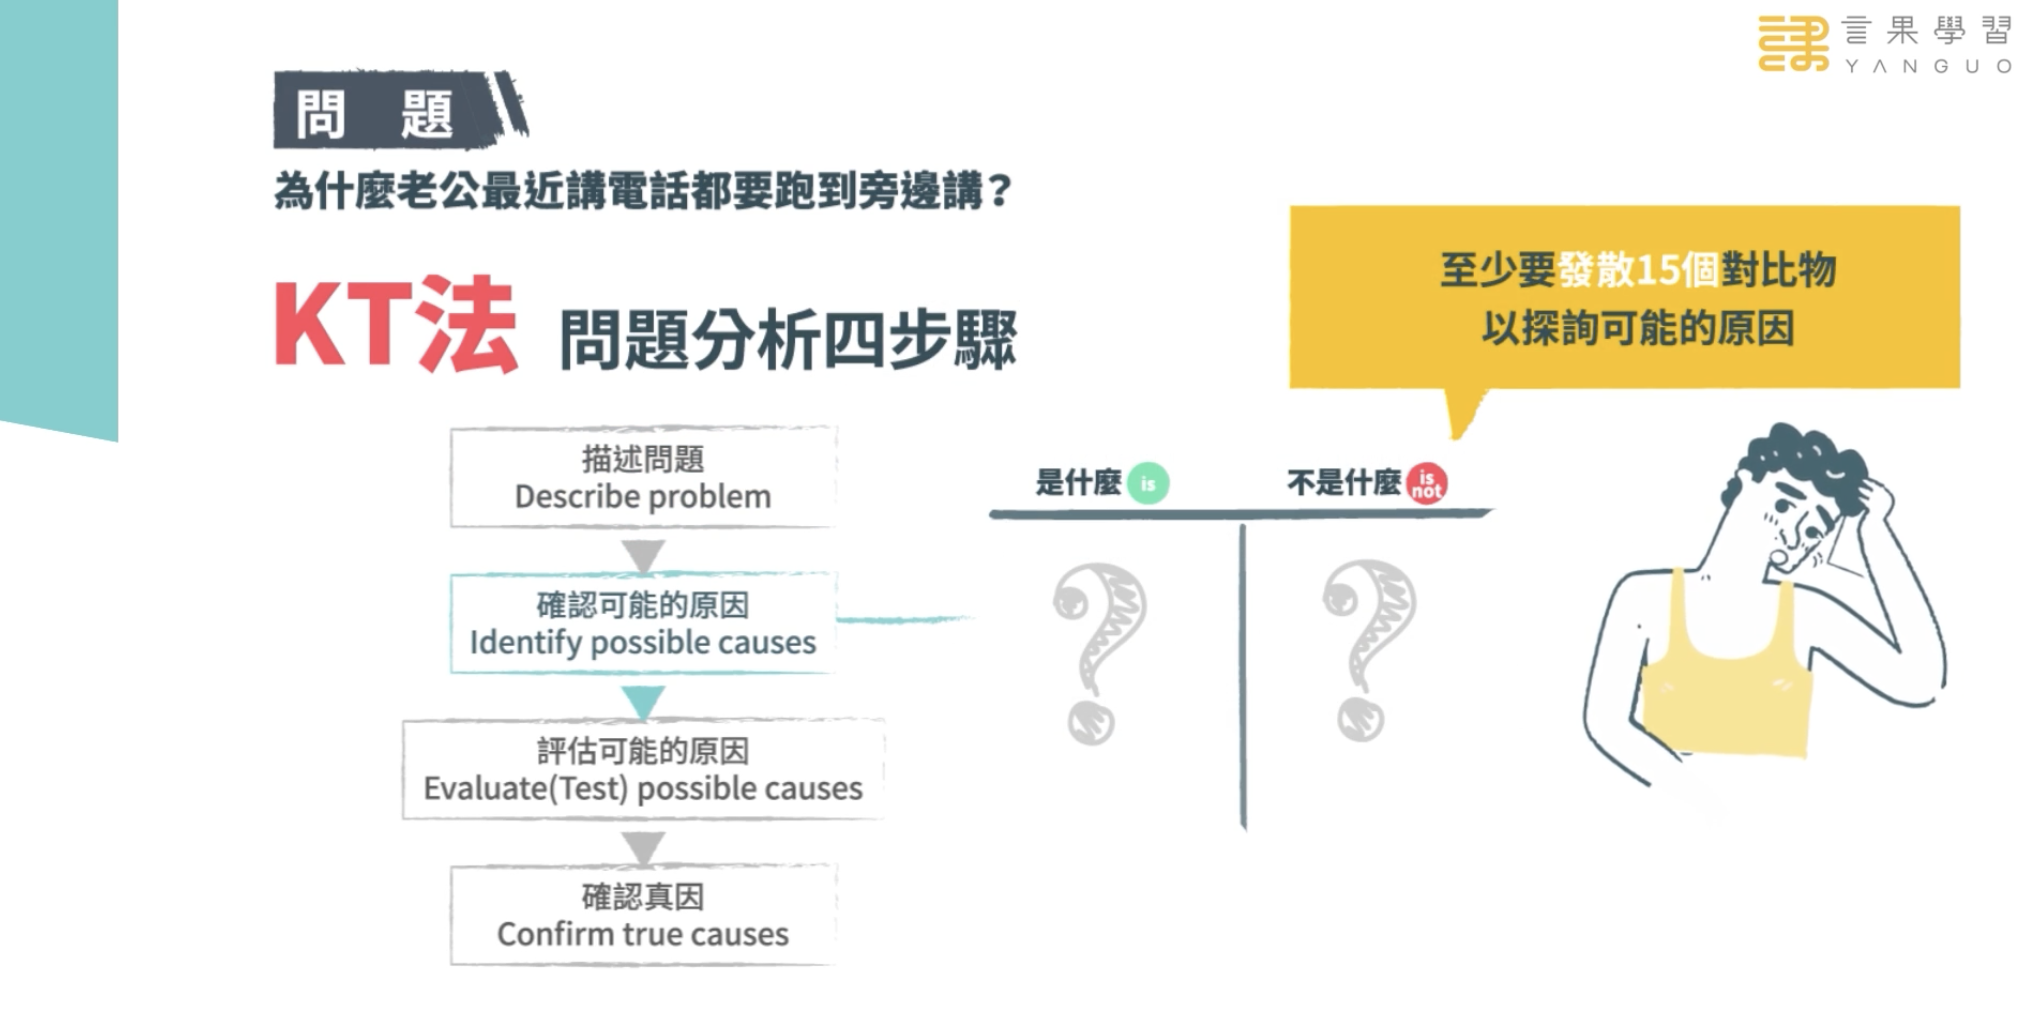 言果學習
YANGUO
問題
為什麼老公最近講電話都要跑到旁邊講？
KT法 問題分析四步驟
至少要發散15個對比物
以探詢可能的原因
描述問題
Describe problem
是什麼 is
不是什麼 is not
確認可能的原因
Identify possible causes
評估可能的原因
Evaluate(Test) possible causes
確認真因
Confirm true causes